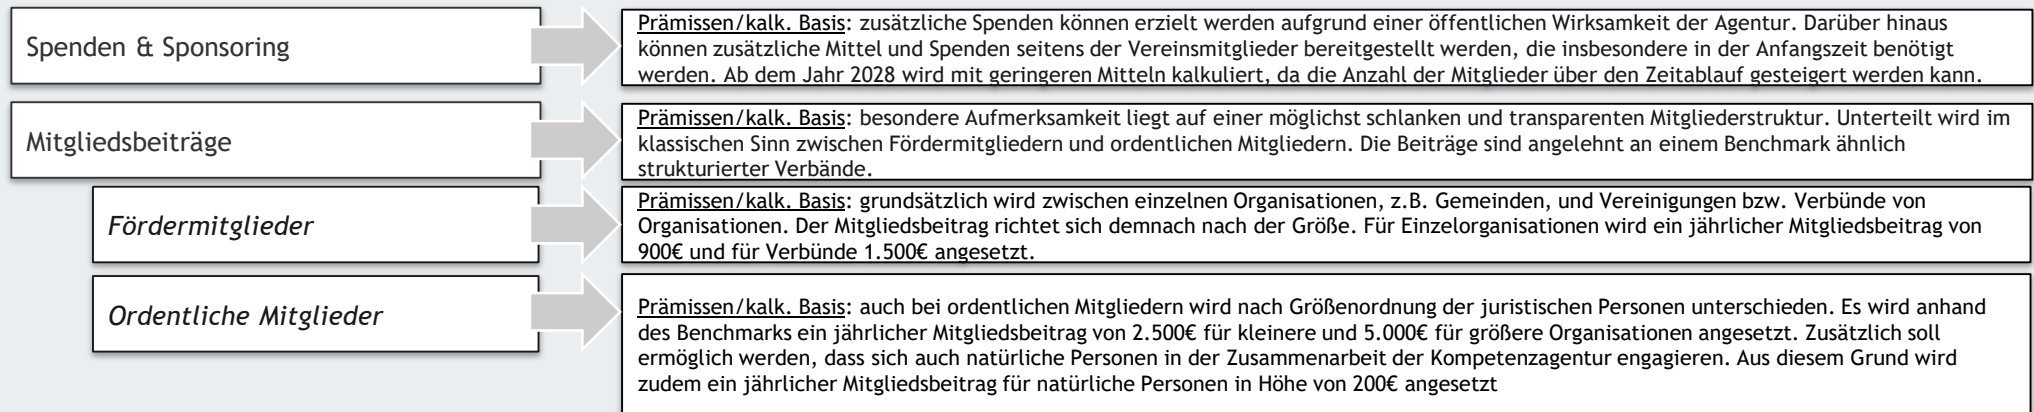 Spenden & Sponsoring
Prämissen/kalk. Basis: zusätzliche Spenden können erzielt werden aufgrund einer öffentlichen Wirksamkeit der Agentur. Darüber hinaus
können zusätzliche Mittel und Spenden seitens der Vereinsmitglieder bereitgestellt werden, die insbesondere in der Anfangszeit benötigt
werden. Ab dem Jahr 2028 wird mit geringeren Mitteln kalkuliert, da die Anzahl der Mitglieder über den Zeitablauf gesteigert werden kann.
Mitgliedsbeiträge
Prämissen/kalk. Basis: besondere Aufmerksamkeit liegt auf einer möglichst schlanken und transparenten Mitgliederstruktur. Unterteilt wird im
klassischen Sinn zwischen Fördermitgliedern und ordentlichen Mitgliedern. Die Beiträge sind angelehnt an einem Benchmark ähnlich
strukturierter Verbände.
Fördermitglieder
Prämissen/kalk. Basis: grundsätzlich wird zwischen einzelnen Organisationen, z.B. Gemeinden, und Vereinigungen bzw. Verbünde von
Organisationen. Der Mitgliedsbeitrag richtet sich demnach nach der Größe. Für Einzelorganisationen wird ein jährlicher Mitgliedsbeitrag von
900€ und für Verbünde 1.500€ angesetzt.
Ordentliche Mitglieder
Prämissen/kalk. Basis: auch bei ordentlichen Mitgliedern wird nach Größenordnung der juristischen Personen unterschieden. Es wird anhand
des Benchmarks ein jährlicher Mitgliedsbeitrag von 2.500€ für kleinere und 5.000€ für größere Organisationen angesetzt. Zusätzlich soll
ermöglich werden, dass sich auch natürliche Personen in der Zusammenarbeit der Kompetenzagentur engagieren. Aus diesem Grund wird
zudem ein jährlicher Mitgliedsbeitrag für natürliche Personen in Höhe von 200€ angesetzt